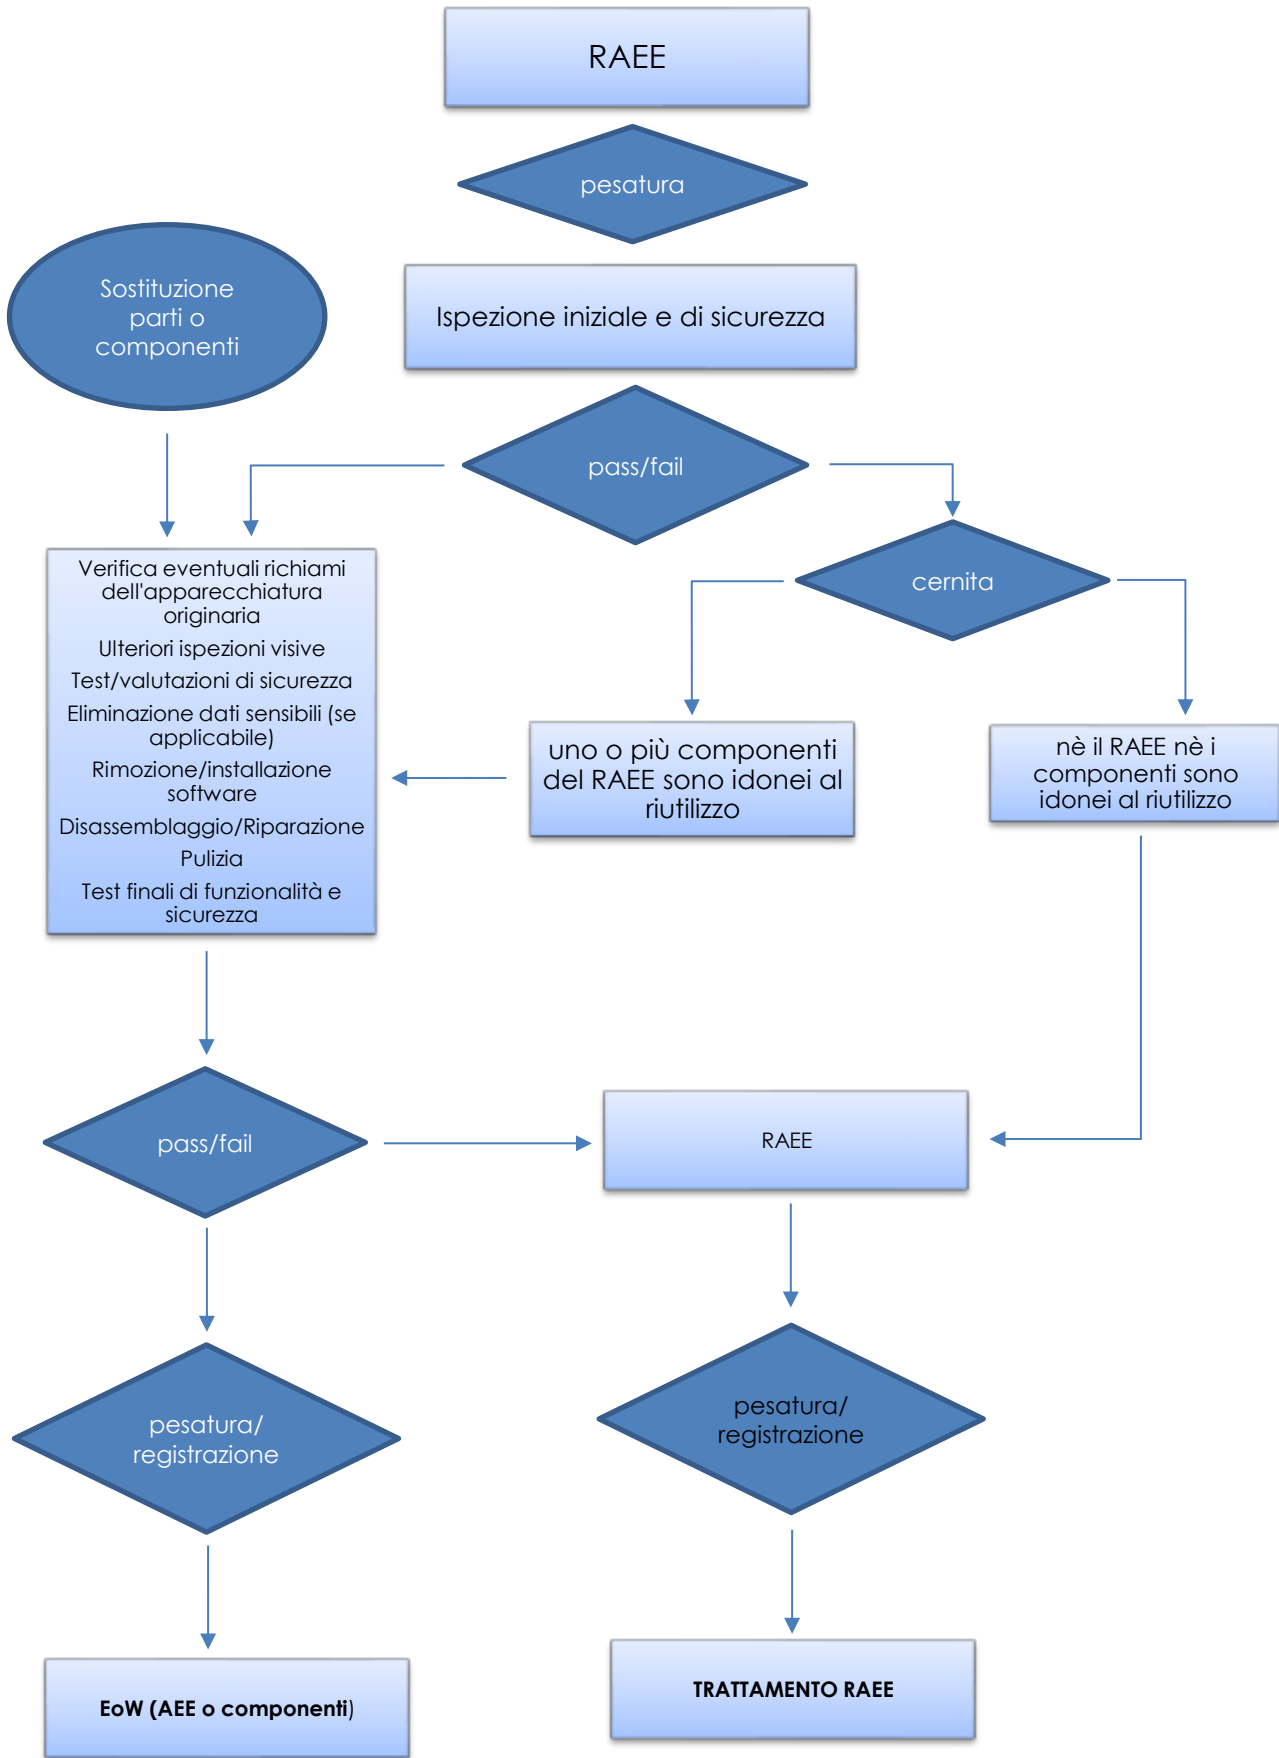 RAEE
pesatura
Sostituzione
parti o
componenti
Ispezione iniziale e di sicurezza
pass/fail
cernita
Verifica eventuali richiami
dell'apparecchiatura
originaria
Ulteriori ispezioni visive
Test/valutazioni di sicurezza
Eliminazione dati sensibili (se
applicabile)
Rimozione/installazione
software
Disassemblaggio/Riparazione
Pulizia
Test finali di funzionalità e
sicurezza
uno o più componenti
del RAEE sono idonei al
riutilizzo
nè il RAEE nè i
componenti sono
idonei al riutilizzo
pass/fail
RAEE
pesatura/
registrazione
pesatura/
registrazione
EoW (AEE o componenti)
TRATTAMENTO RAEE